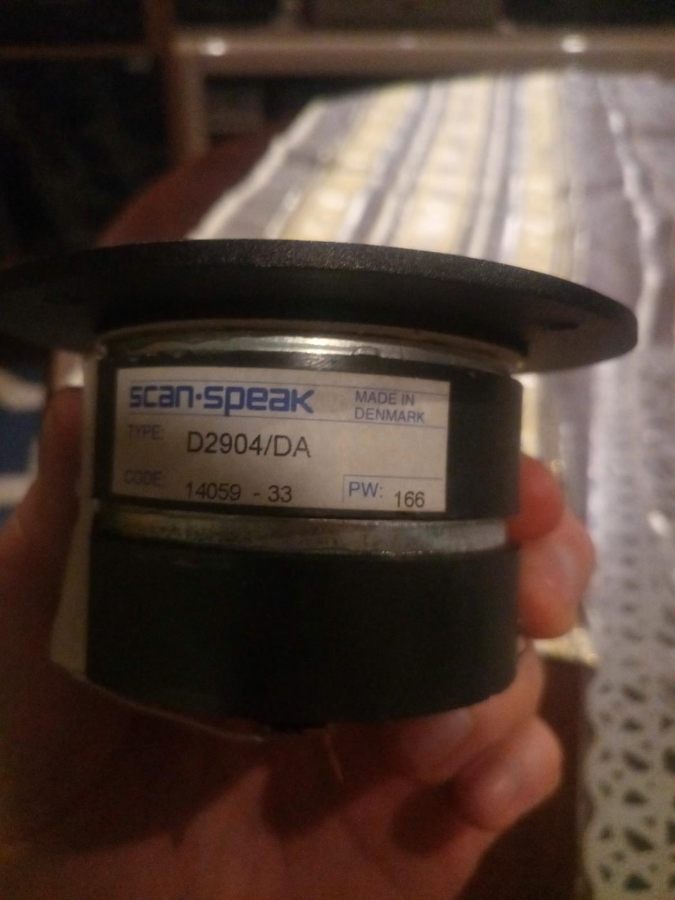 scan-speak MADE IN
DENMARK
TYPE: D2904/DA
CODE: 14059 - 33 PW: 166